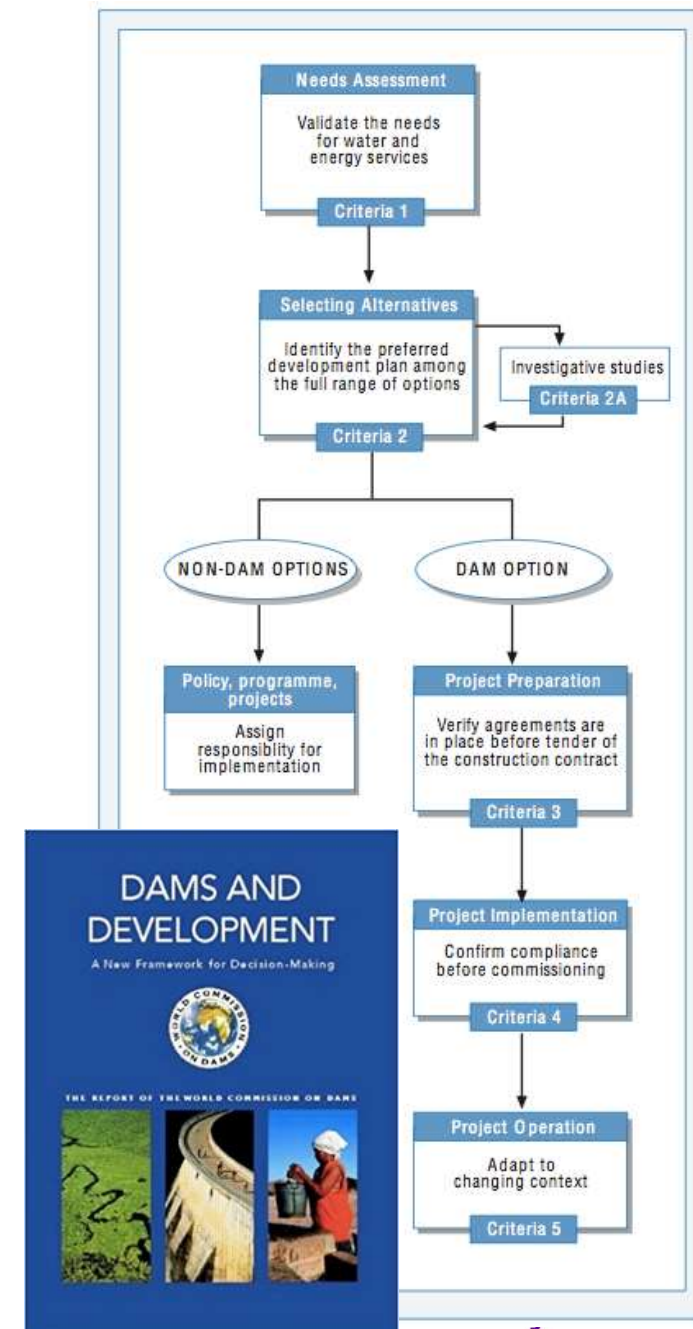 Needs Assessment
Validate the needs
for water and
energy services
Criteria 1
Selecting Alternatives
Identify the preferred
development plan among
the full range of options
Criteria 2
Investigative studies
Criteria 2A
NON-DAM OPTIONS
DAM OPTION
Policy, programme,
projects
Assign
responsiblity for
implementation
Project Preparation
Verify agreements are
in place before tender of
the construction contract
Criteria 3
Project Implementation
Confirm compliance
before commissioning
Criteria 4
Project Operation
Adapt to
changing context
Criteria 5
DAMS AND
DEVELOPMENT
A New Framework for Decision-Making
WORLD COMMISSION
ON DAMS
THE REPORT OF THE WORLD COMMISSION ON DAMS